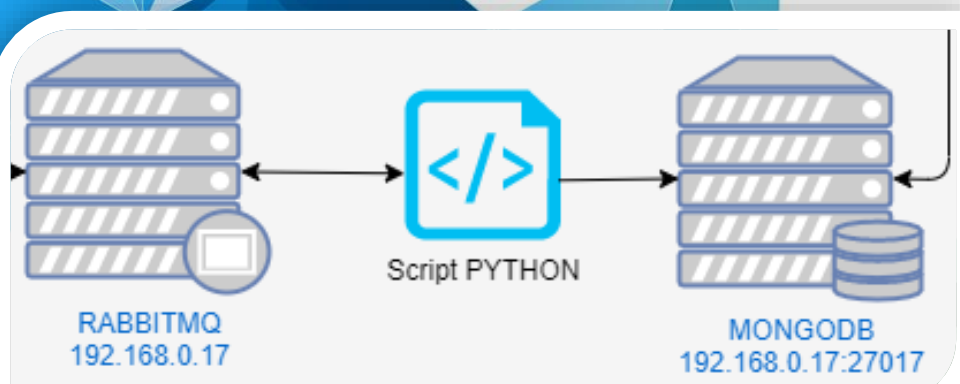 </>
Script PYTHON
RABBITMQ
192.168.0.17
MONGODB
192.168.0.17:27017